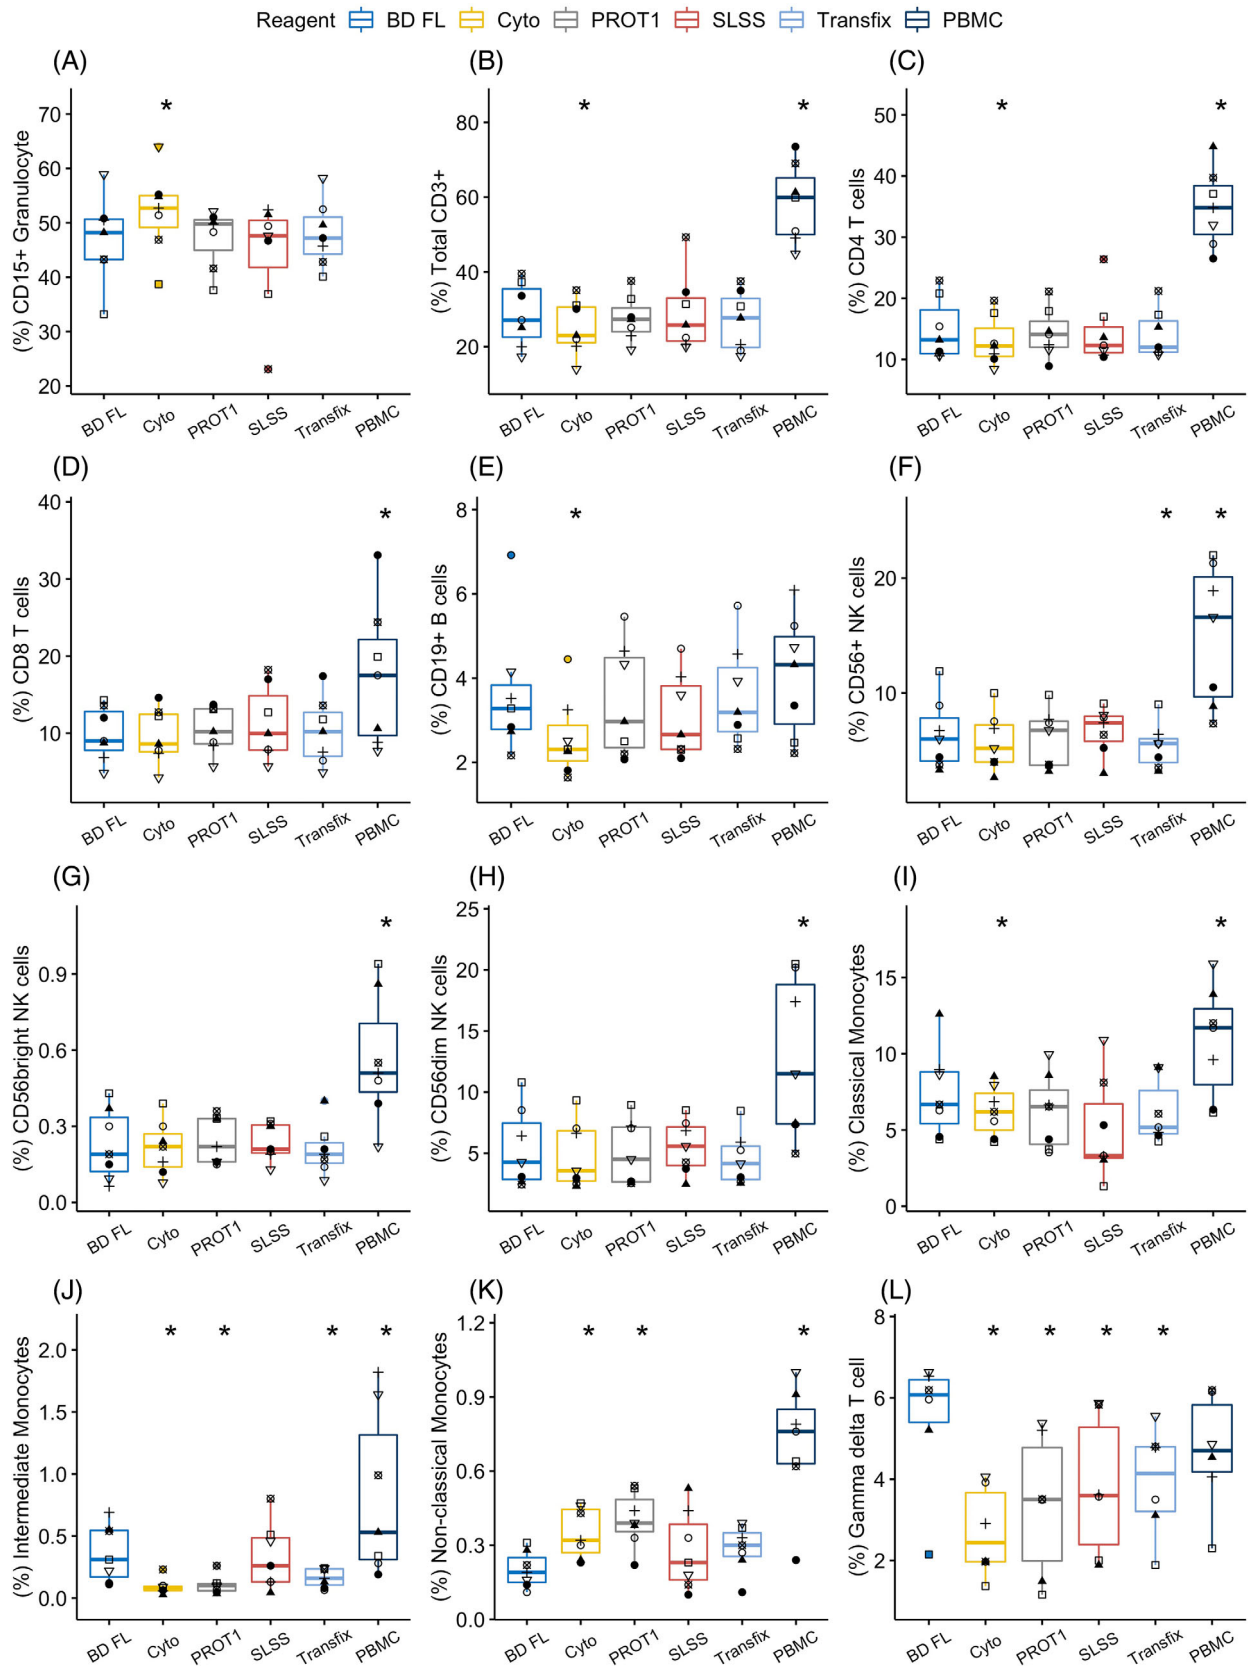 Reagent BD FL Cyto PROT1 SLSS Transfix PBMC
(A) (B) (C)
(%) CD15+ Granulocyte
70
60
50
40
30
20
*
BD FL Cyto PROT1 SLSS Transfix PBMC
(%) Total CD3+
80
60
40
20
* *
BD FL Cyto PROT1 SLSS Transfix PBMC
(%) CD4 T cells
50
40
30
20
10
* *
BD FL Cyto PROT1 SLSS Transfix PBMC
(D) (E) (F)
(%) CD8 T cells
40
30
20
10
*
BD FL Cyto PROT1 SLSS Transfix PBMC
(%) CD19+ B cells
8
6
4
2
*
BD FL Cyto PROT1 SLSS Transfix PBMC
(%) CD56+ NK cells
20
10
* *
BD FL Cyto PROT1 SLSS Transfix PBMC
(G) (H) (I)
(%) CD56bright NK cells
0.9
0.6
0.3
0.0
*
BD FL Cyto PROT1 SLSS Transfix PBMC
(%) CD56dim NK cells
25
20
15
10
5
*
BD FL Cyto PROT1 SLSS Transfix PBMC
(%) Classical Monocytes
15
10
5
0
* *
BD FL Cyto PROT1 SLSS Transfix PBMC
(J) (K) (L)
(%) Intermediate Monocytes
2.0
1.5
1.0
0.5
0.0
* * * *
BD FL Cyto PROT1 SLSS Transfix PBMC
(%) Non-classical Monocytes
1.2
0.9
0.6
0.3
0.0
* * *
BD FL Cyto PROT1 SLSS Transfix PBMC
(%) Gamma delta T cell
8
6
4
2
* * * *
BD FL Cyto PROT1 SLSS Transfix PBMC